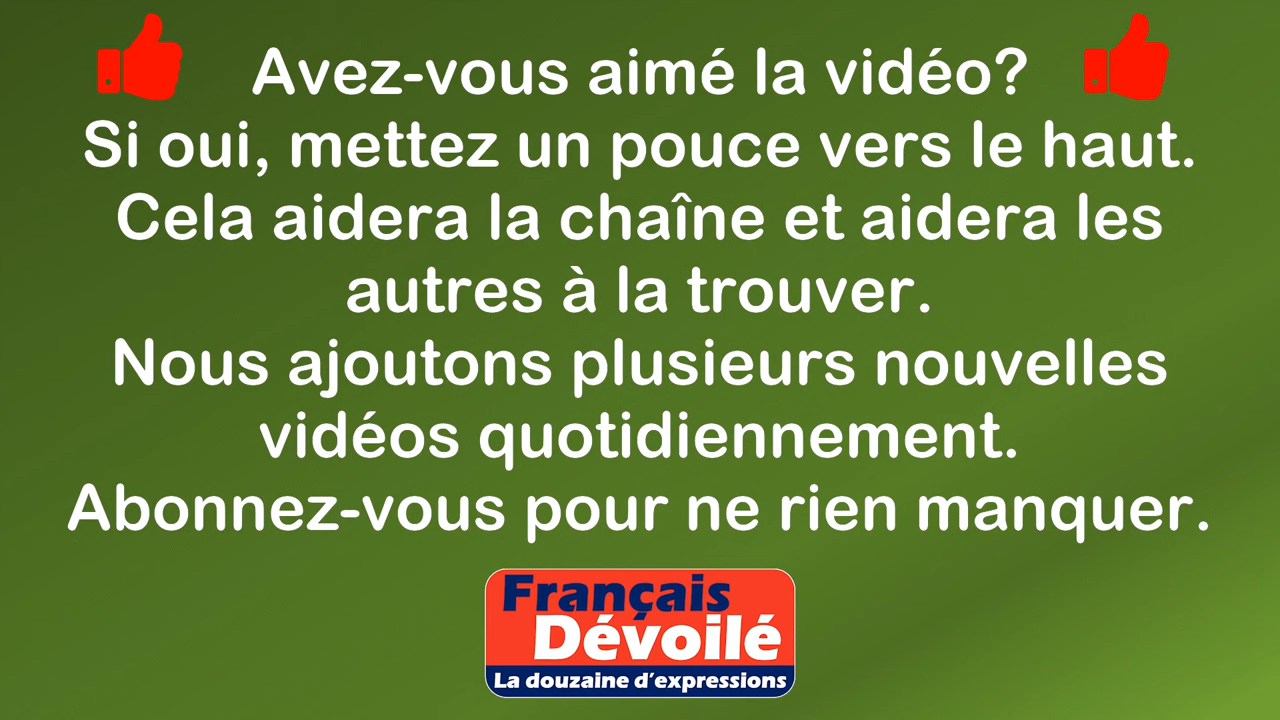 Avez-vous aimé la vidéo?
Si oui, mettez un pouce vers le haut.
Cela aidera la chaîne et aidera les
autres à la trouver.
Nous ajoutons plusieurs nouvelles
vidéos quotidiennement.
Abonnez-vous pour ne rien manquer.
Français
Dévoilé
La douzaine d'expressions